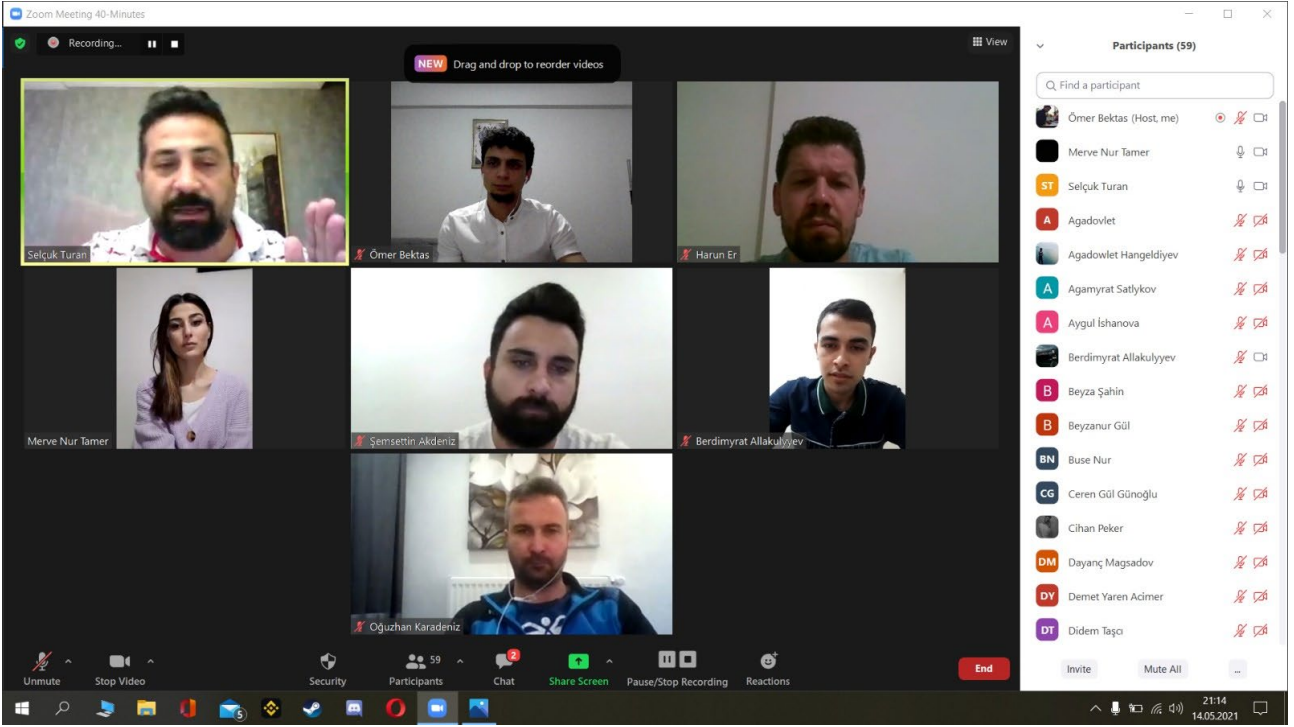 Zoom Meeting 40-Minutes
Recording...
NEW Drag and drop to reorder videos
View
Selçuk Turan
Ömer Bektas
Harun Er
Merve Nur Tamer
Şemsettin Akdeniz
Berdimyrat Allakulyyev
Oğuzhan Karadeniz
Participants (59)
Find a participant
Ömer Bektas (Host, me)
Merve Nur Tamer
ST Selçuk Turan
A Agadovlet
Agadowlet Hangeldiyev
A Agamyrat Satlykov
A Aygul İshanova
Berdimyrat Allakulyyev
B Beyza Şahin
B Beyzanur Gül
BN Buse Nur
CG Ceren Gül Günoğlu
Cihan Peker
DM Dayanç Magsadov
DY Demet Yaren Acimer
DT Didem Taşcı
Invite Mute All ...
Unmute
Stop Video
Security
59
Participants
2
Chat
Share Screen
Pause/Stop Recording
Reactions
End
5
21:14
14.05.2021